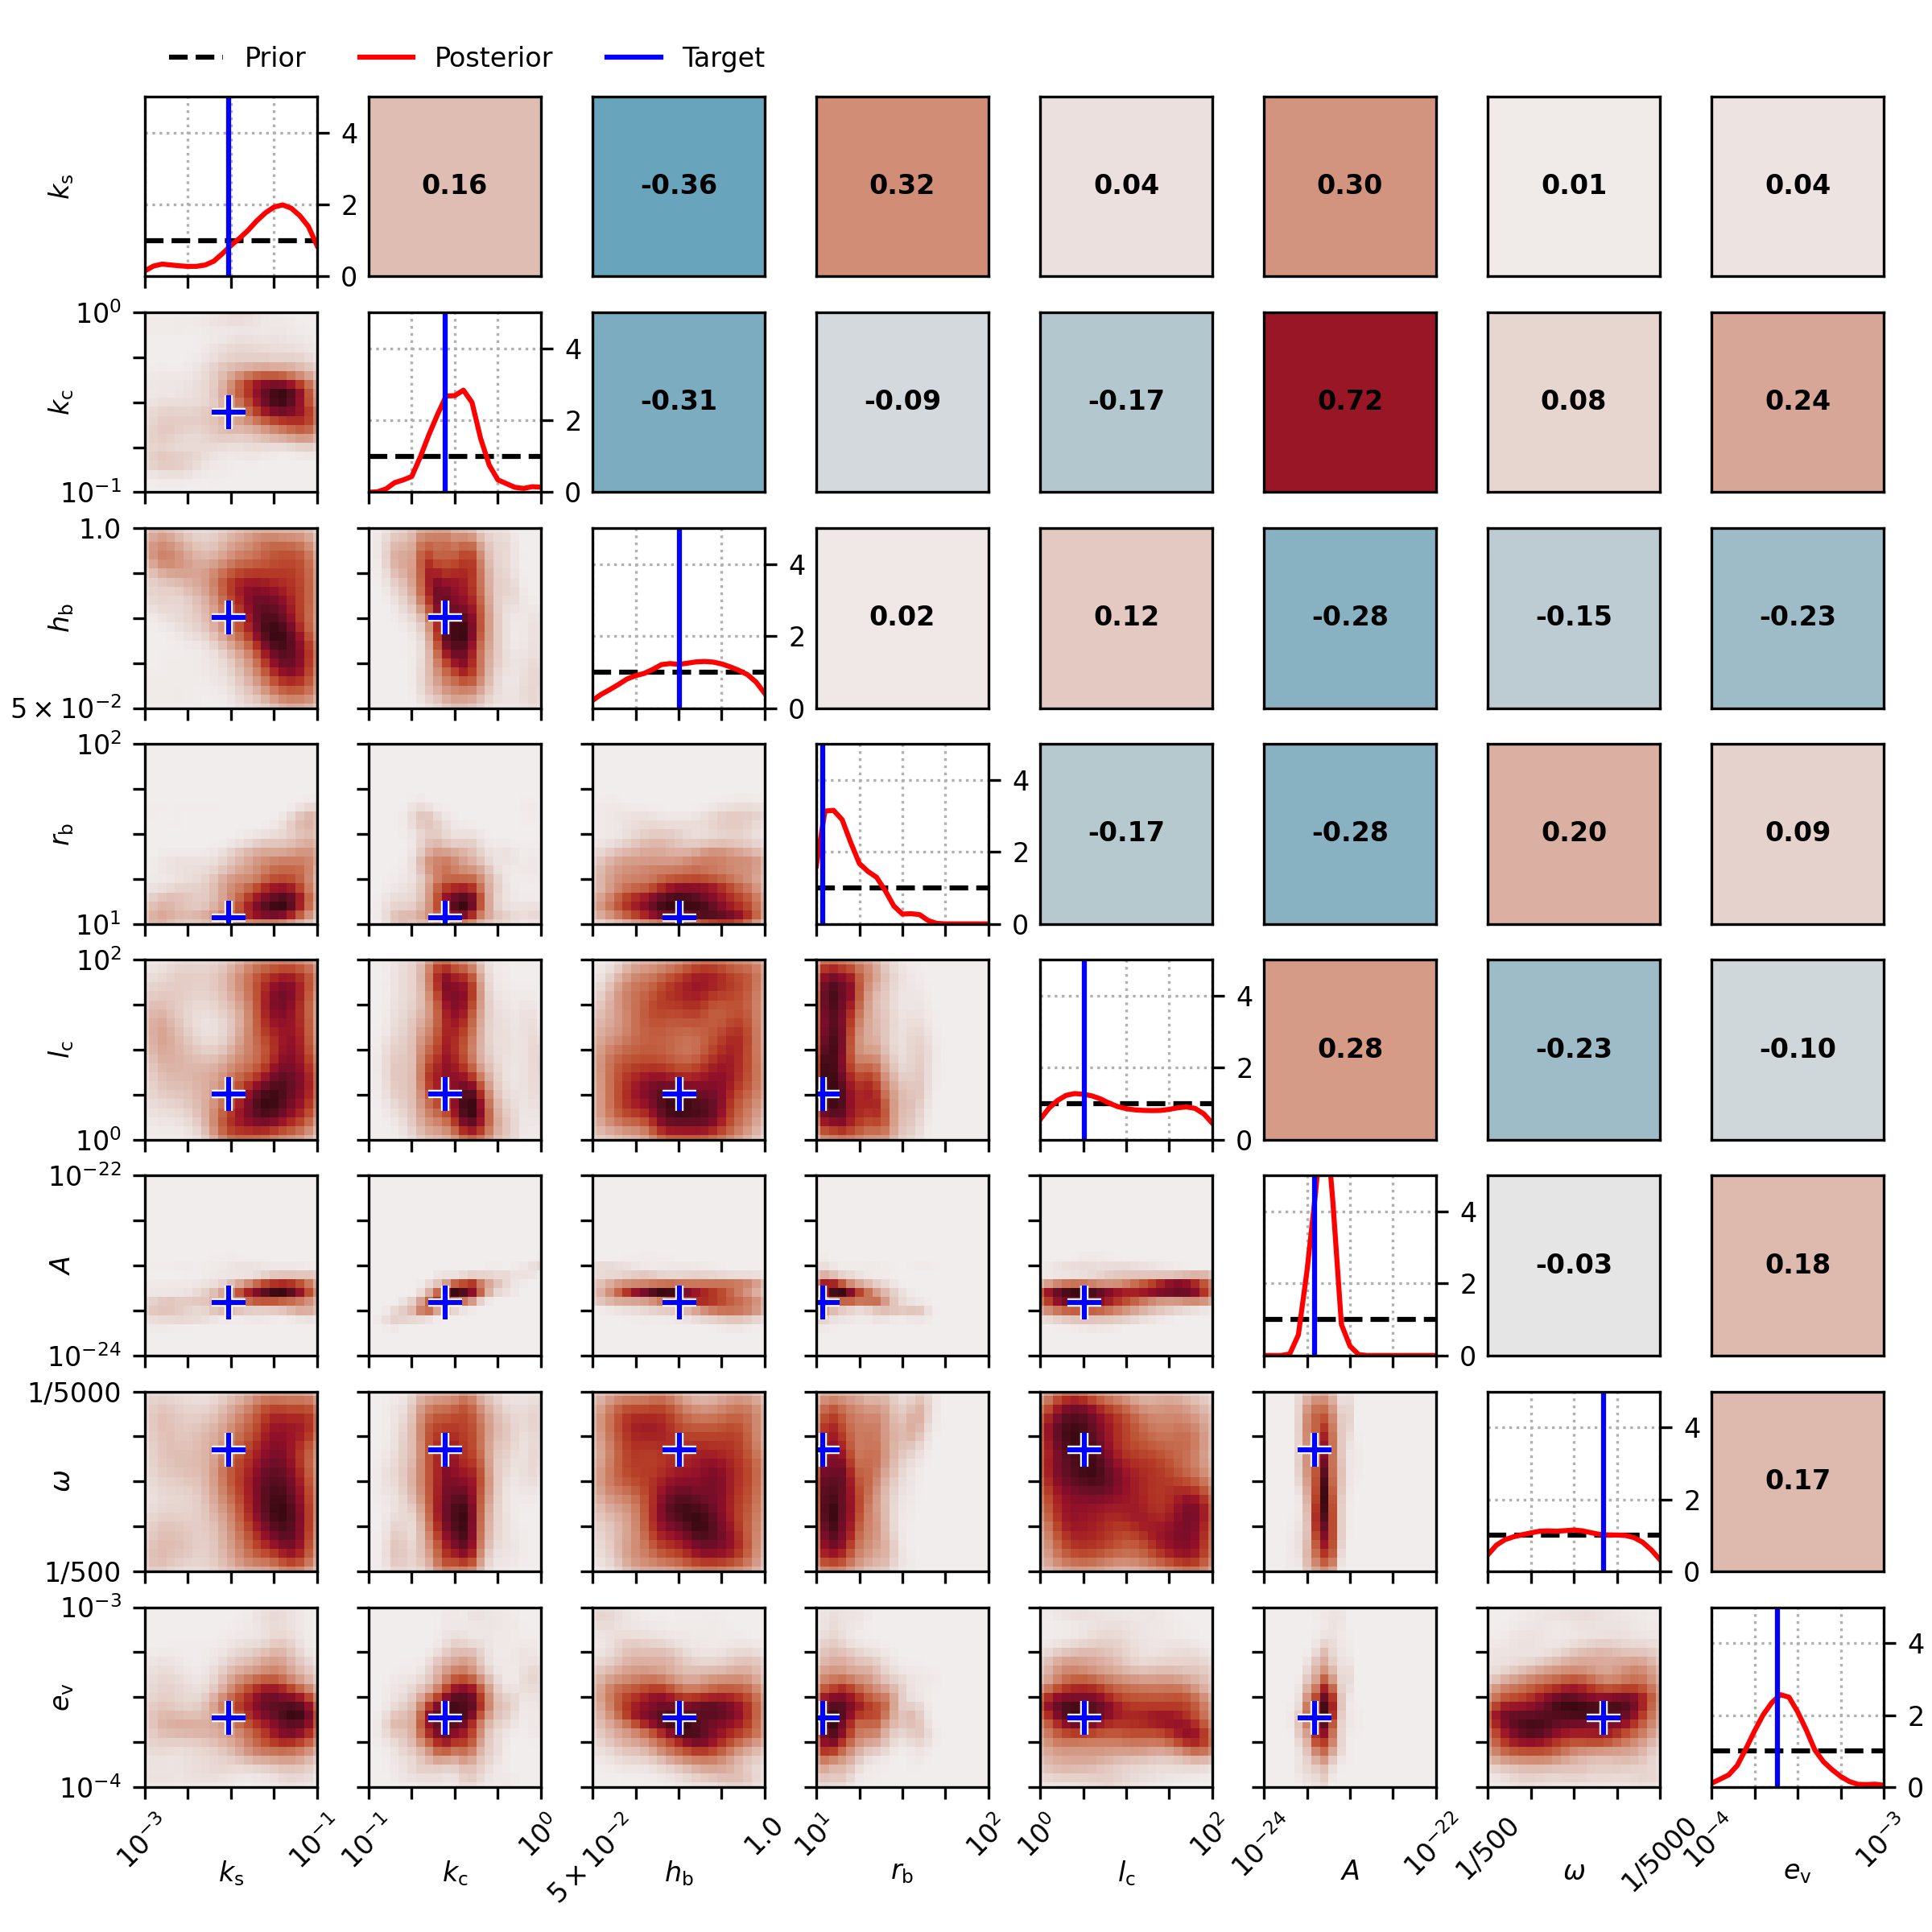 Prior Posterior Target
k_s 4 2 0 0.16 -0.36 0.32 0.04 0.30 0.01 0.04
10^0 k_c 10^-1 4 2 0 -0.31 -0.09 -0.17 0.72 0.08 0.24
1.0 h_b 5 × 10^-2 4 2 0 0.02 0.12 -0.28 -0.15 -0.23
10^2 r_b 10^1 4 2 0 -0.17 -0.28 0.20 0.09
10^2 l_c 10^0 4 2 0 0.28 -0.23 -0.10
10^-22 A 10^-24 4 2 0 -0.03 0.18
1/5000 ω 1/500 4 2 0 0.17
10^-3 e_v 10^-4 4 2 0
10^-3 10^-1 10^-1 10^0 5 × 10^-2 1.0 10^1 10^2 10^0 10^2 10^-24 10^-22 1/500 1/5000 10^-4 10^-3
k_s k_c h_b r_b l_c A ω e_v